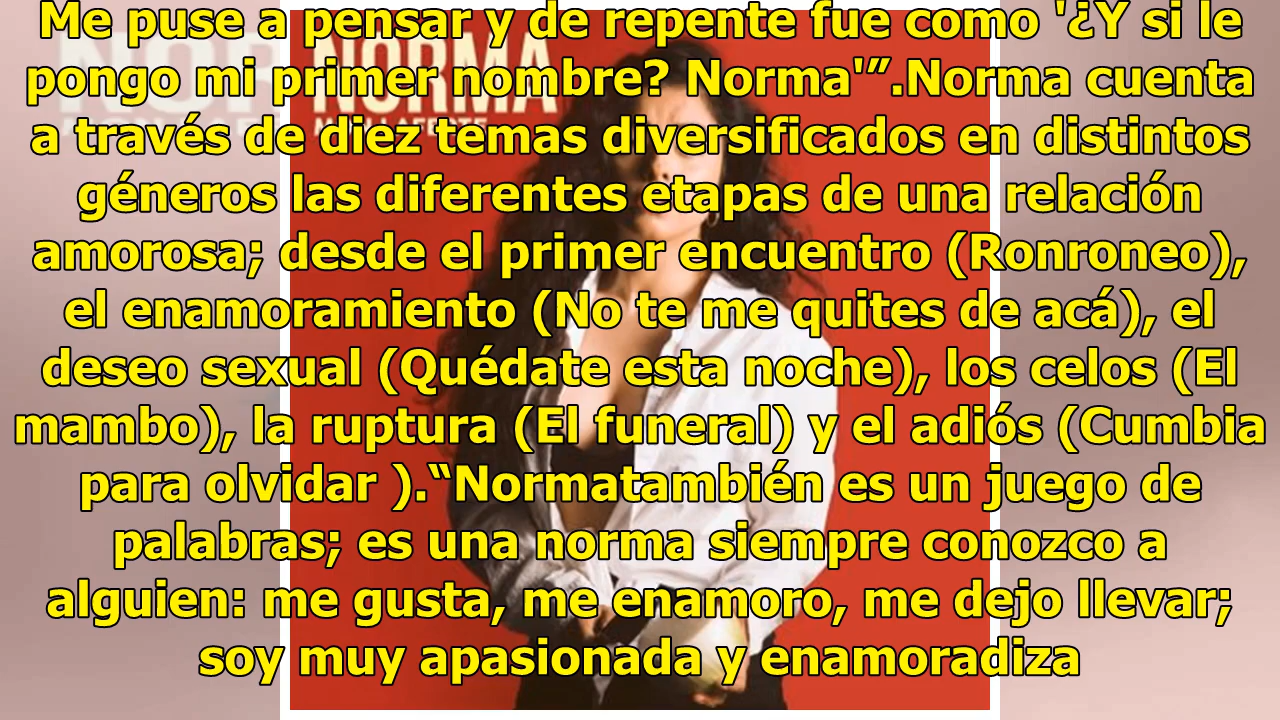 Me puse a pensar y de repente fue como '¿Y si le
pongo mi primer nombre? Norma'”.Norma cuenta
a través de diez temas diversificados en distintos
géneros las diferentes etapas de una relación
amorosa; desde el primer encuentro (Ronroneo),
el enamoramiento (No te me quites de acá), el
deseo sexual (Quédate esta noche), los celos (El
mambo), la ruptura (El funeral) y el adiós (Cumbia
para olvidar ).“Normatambién es un juego de
palabras; es una norma siempre conozco a
alguien: me gusta, me enamoro, me dejo llevar;
soy muy apasionada y enamoradiza
NORMA
MON LAFERTE